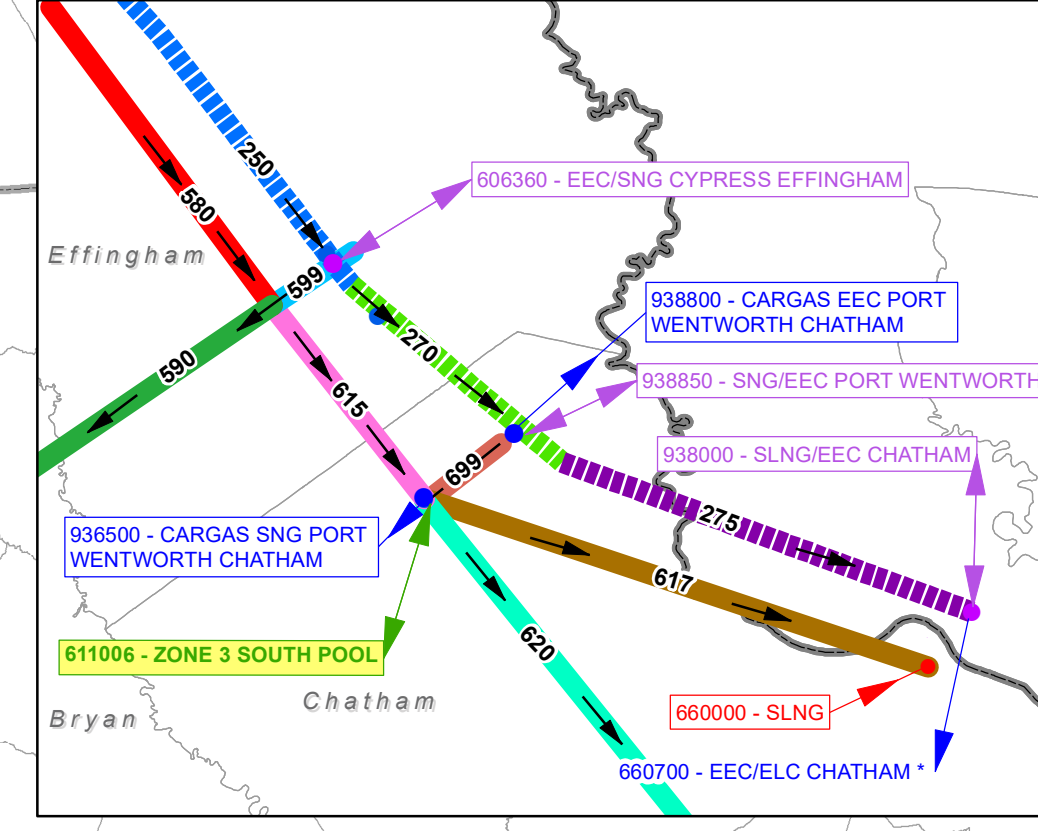 250
606360 - EEC/SNG CYPRESS EFFINGHAM
580
Effingham
599
938800 - CARGAS EEC PORT
WENTWORTH CHATHAM
270
590
938850 - SNG/EEC PORT WENTWORTH
615
938000 - SLNG/EEC CHATHAM
699
275
936500 - CARGAS SNG PORT
WENTWORTH CHATHAM
617
620
611006 - ZONE 3 SOUTH POOL
Chatham
Bryan
660000 - SLNG
660700 - EEC/ELC CHATHAM *